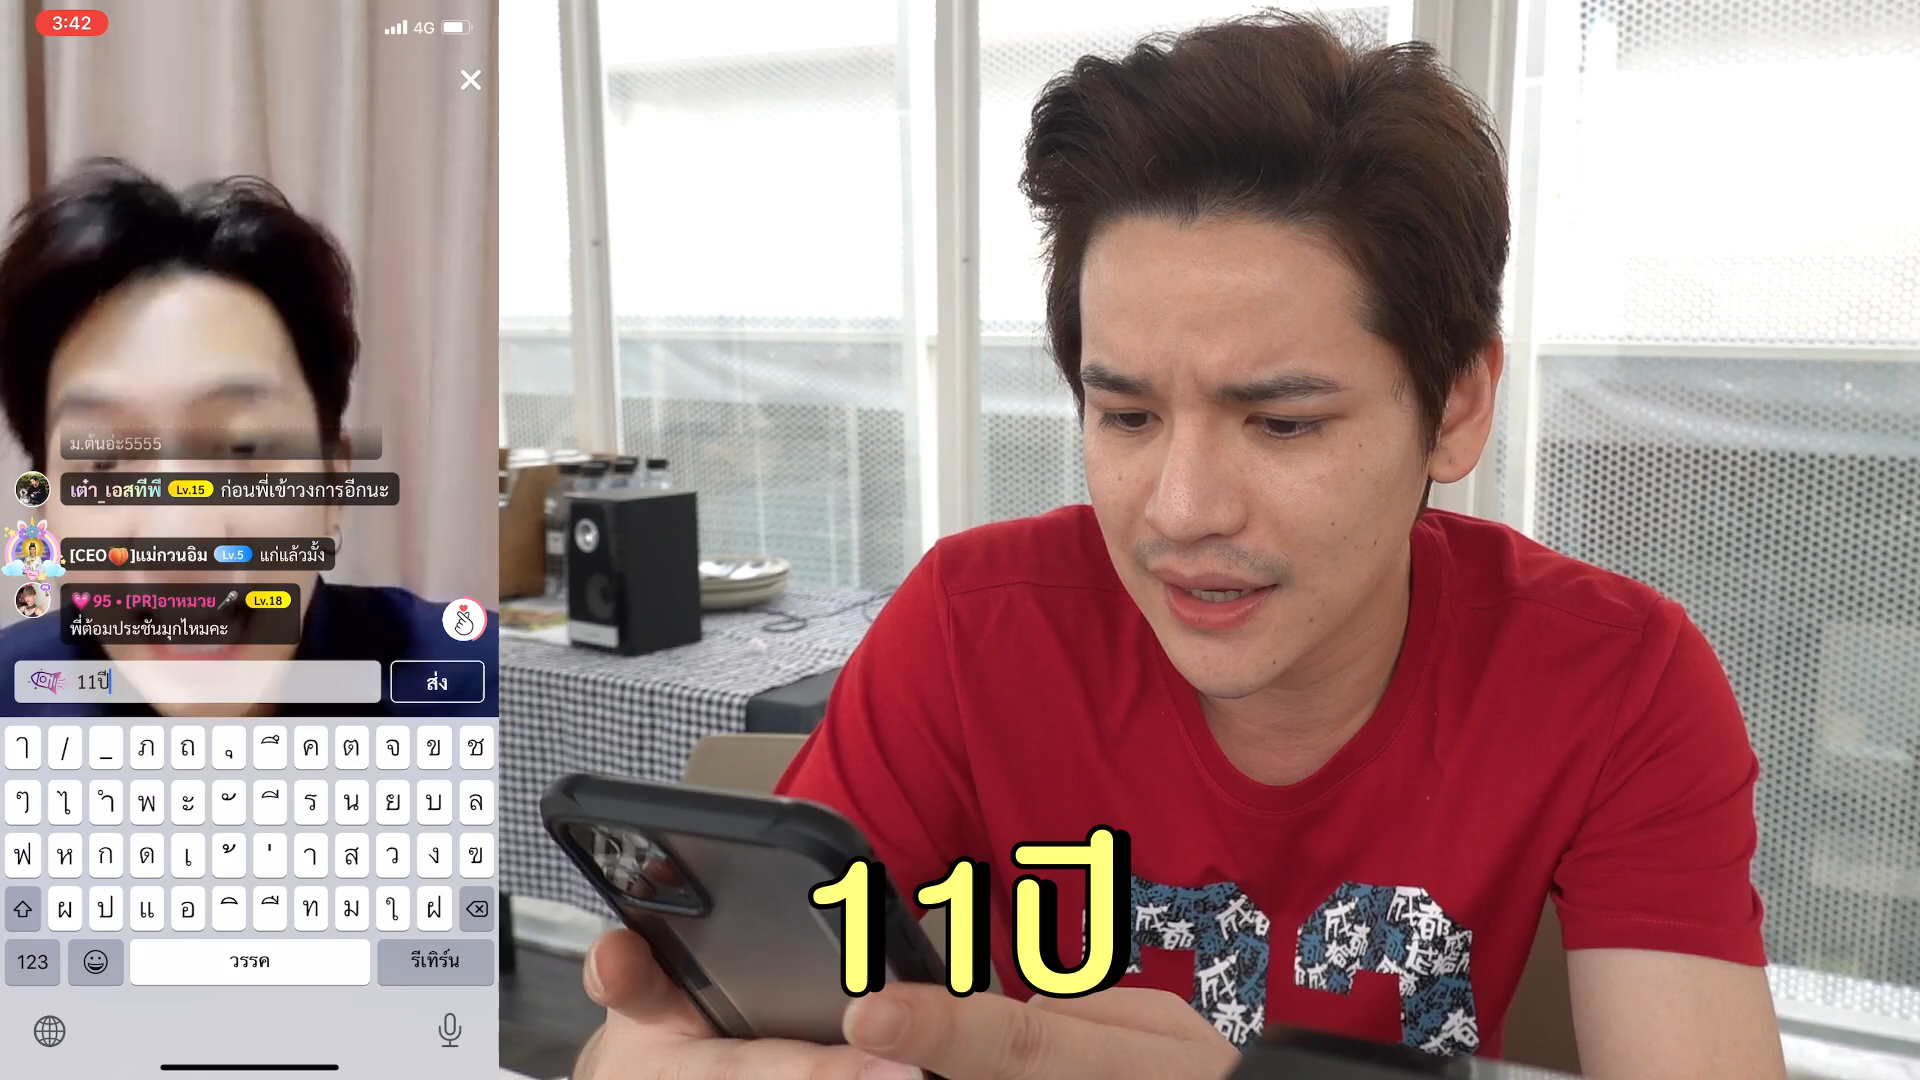 3:42
4G
ม.ต้นอ่ะ5555
เต๋า_เอสทีพี Lv.15 ก่อนพี่เข้าวงการอีกนะ
[CEO🍑]แม่กวนอิม Lv.5 แก่แล้วมั้ง
💗95•[PR]อาหมวย🎤 Lv.18
พี่ต้อมประชันมุกไหมคะ
11ปี ส่ง
ๅ / _ ภ ถ ุ ึ ค ต จ ข ช
ๆ ไ ำ พ ะ ั ี ร น ย บ ล
ฟ ห ก ด เ ้ ่ า ส ว ง ฃ
ผ ป แ อ ิ ื ท ม ใ ฝ
123 วรรค รีเทิร์น
11ปี